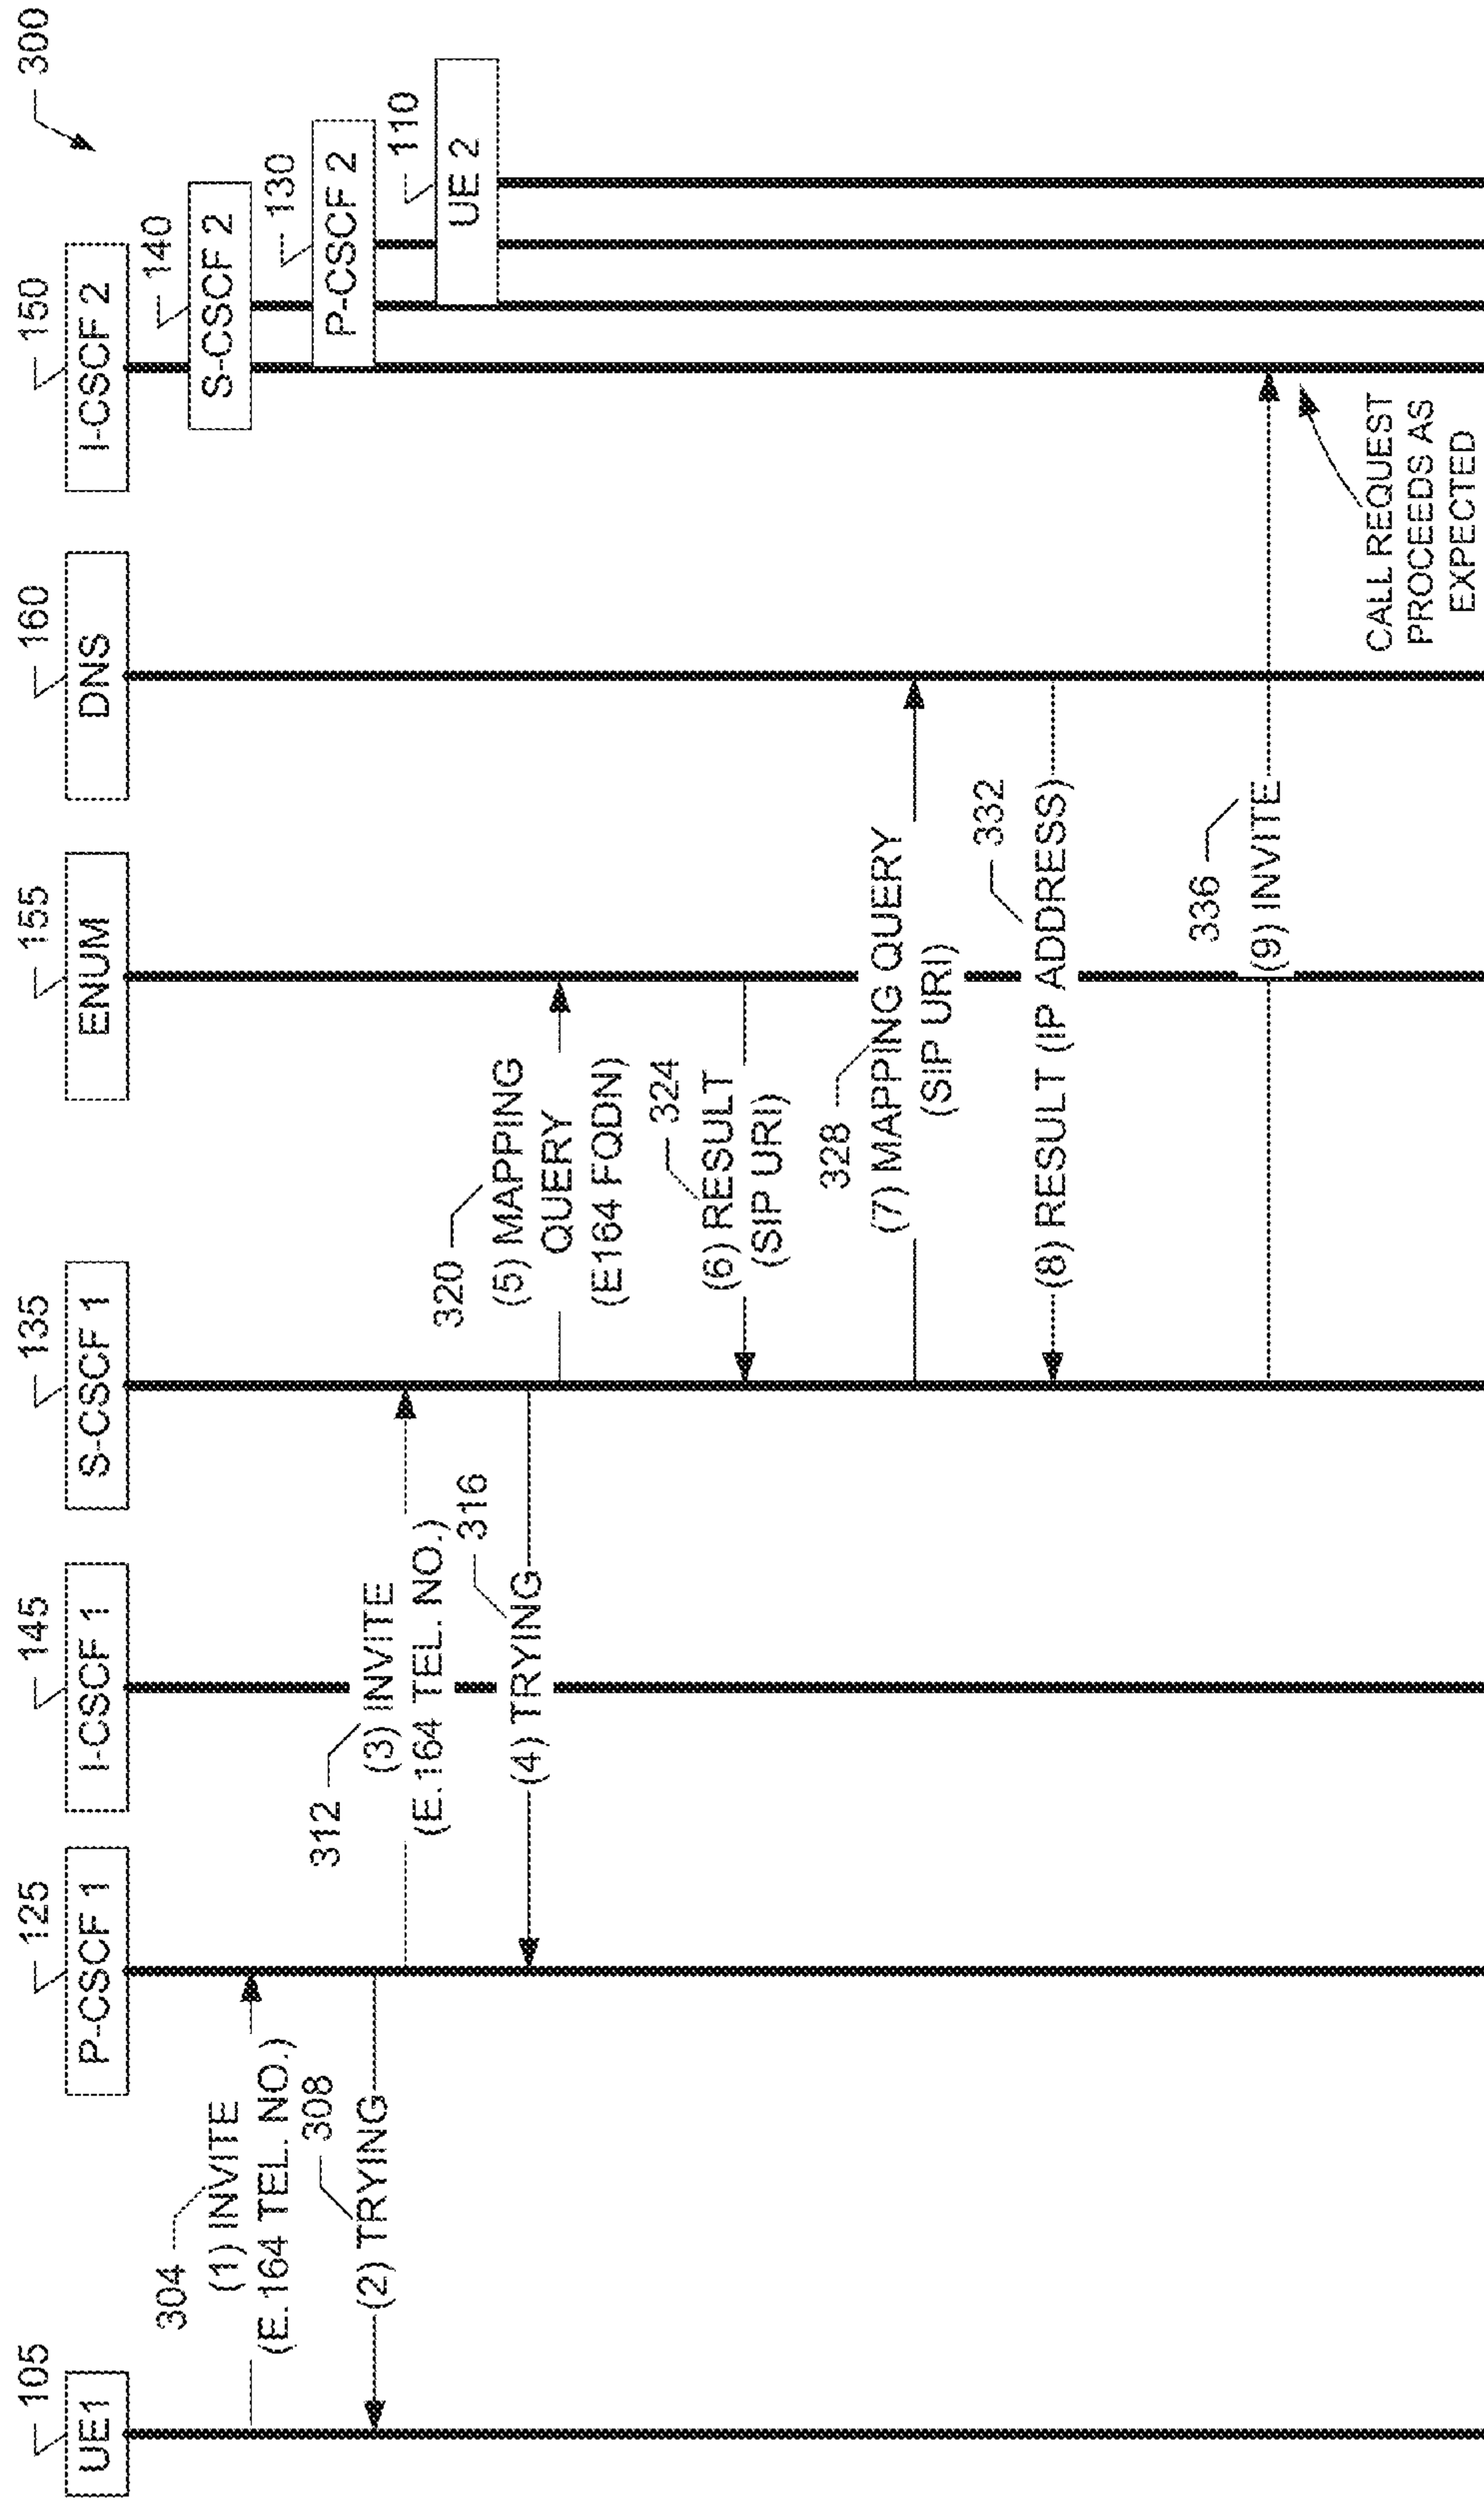 300
105
125
145
135
155
160
150
UE1
P-CSCF 1
I-CSCF 1
S-CSCF 1
ENUM
DNS
I-CSCF 2
140
S-CSCF 2
130
P-CSCF 2
110
UE 2
304
(1) INVITE
(E.164 TEL. NO.)
308
(2) TRYING
312
(3) INVITE
(E.164 TEL. NO.)
316
(4) TRYING
320
(5) MAPPING
QUERY
(E164 FQDN)
324
(6) RESULT
(SIP URI)
328
(7) MAPPING QUERY
(SIP URI)
332
(8) RESULT (IP ADDRESS)
336
(9) INVITE
CALL REQUEST
PROCEEDS AS
EXPECTED